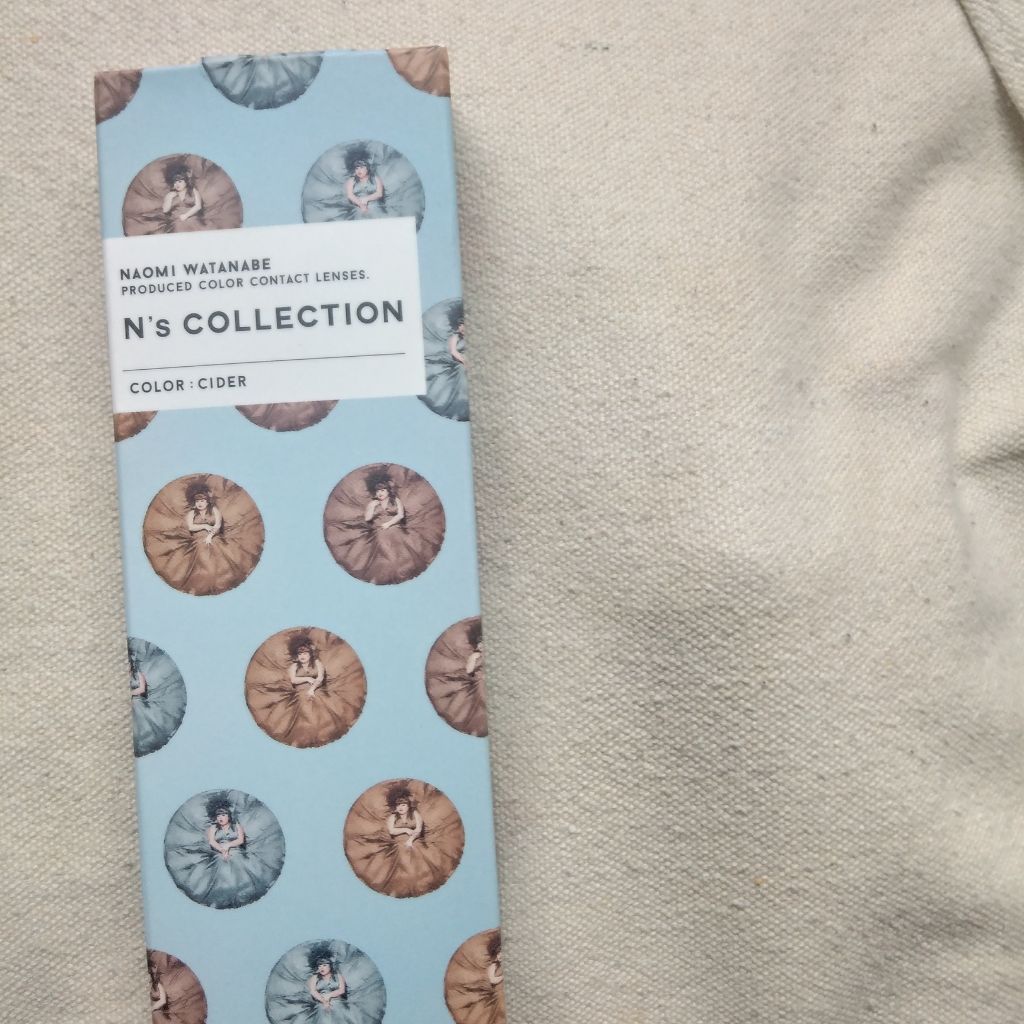 NAOMI WATANABE
PRODUCED COLOR CONTACT LENSES.
N's COLLECTION
COLOR : CIDER